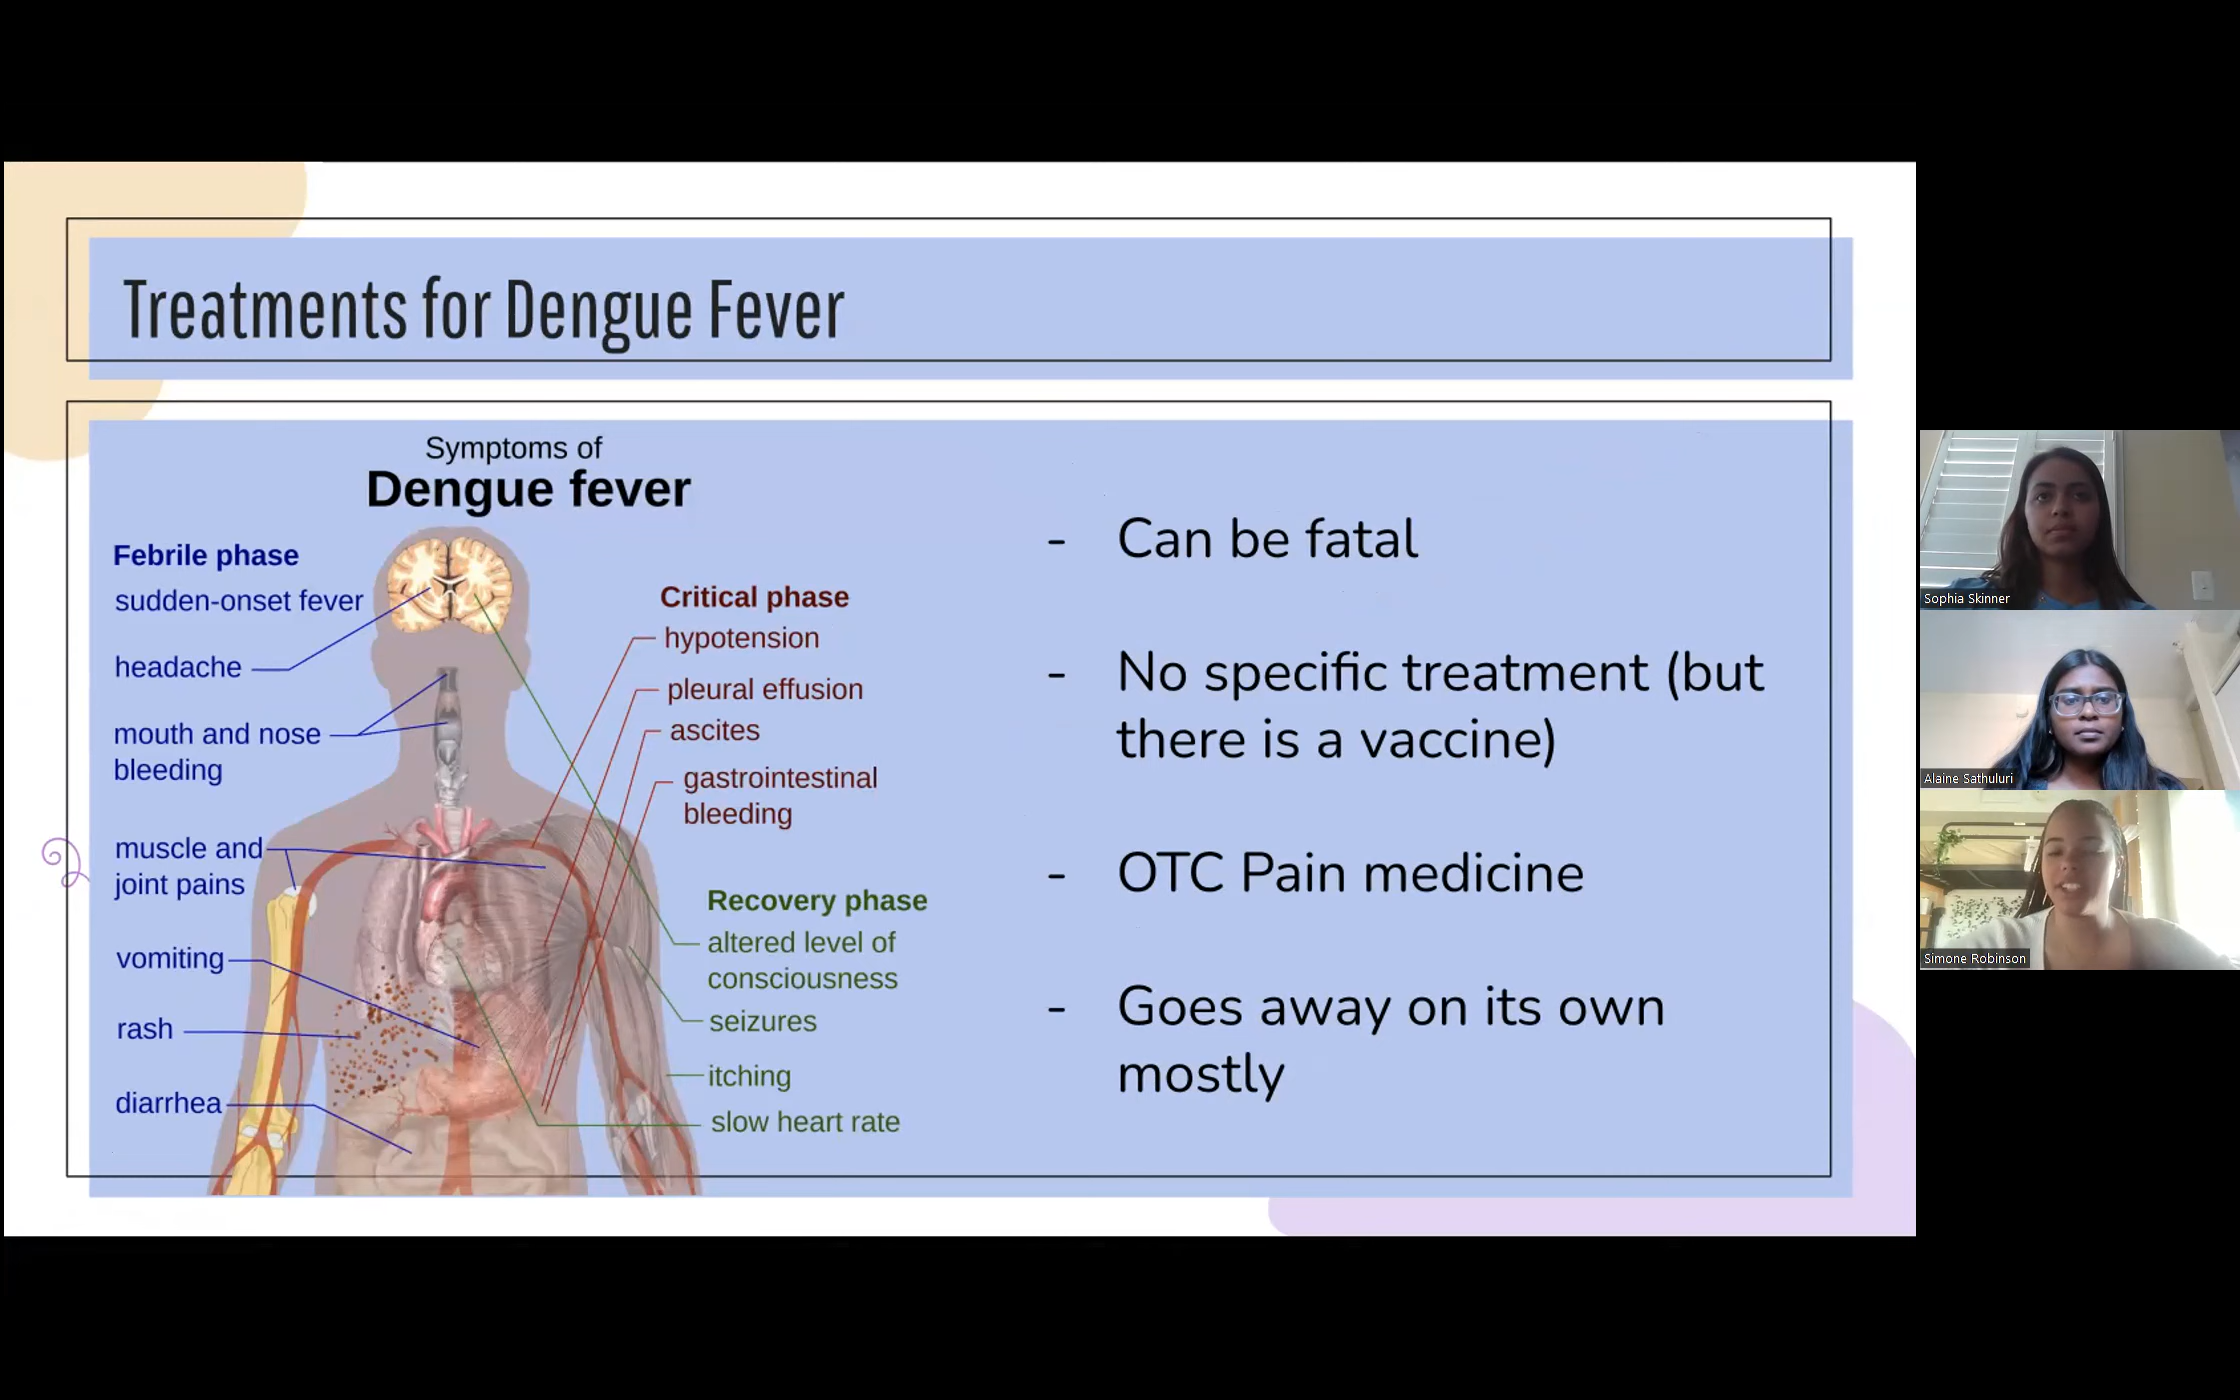 Treatments for Dengue Fever
Symptoms of
Dengue fever
Febrile phase
sudden-onset fever
headache
mouth and nose
bleeding
muscle and
joint pains
vomiting
rash
diarrhea
Critical phase
hypotension
pleural effusion
ascites
gastrointestinal
bleeding
Recovery phase
altered level of
consciousness
seizures
itching
slow heart rate
- Can be fatal
- No specific treatment (but
there is a vaccine)
- OTC Pain medicine
- Goes away on its own
mostly
Sophia Skinner
Alaine Sathuluri
Simone Robinson